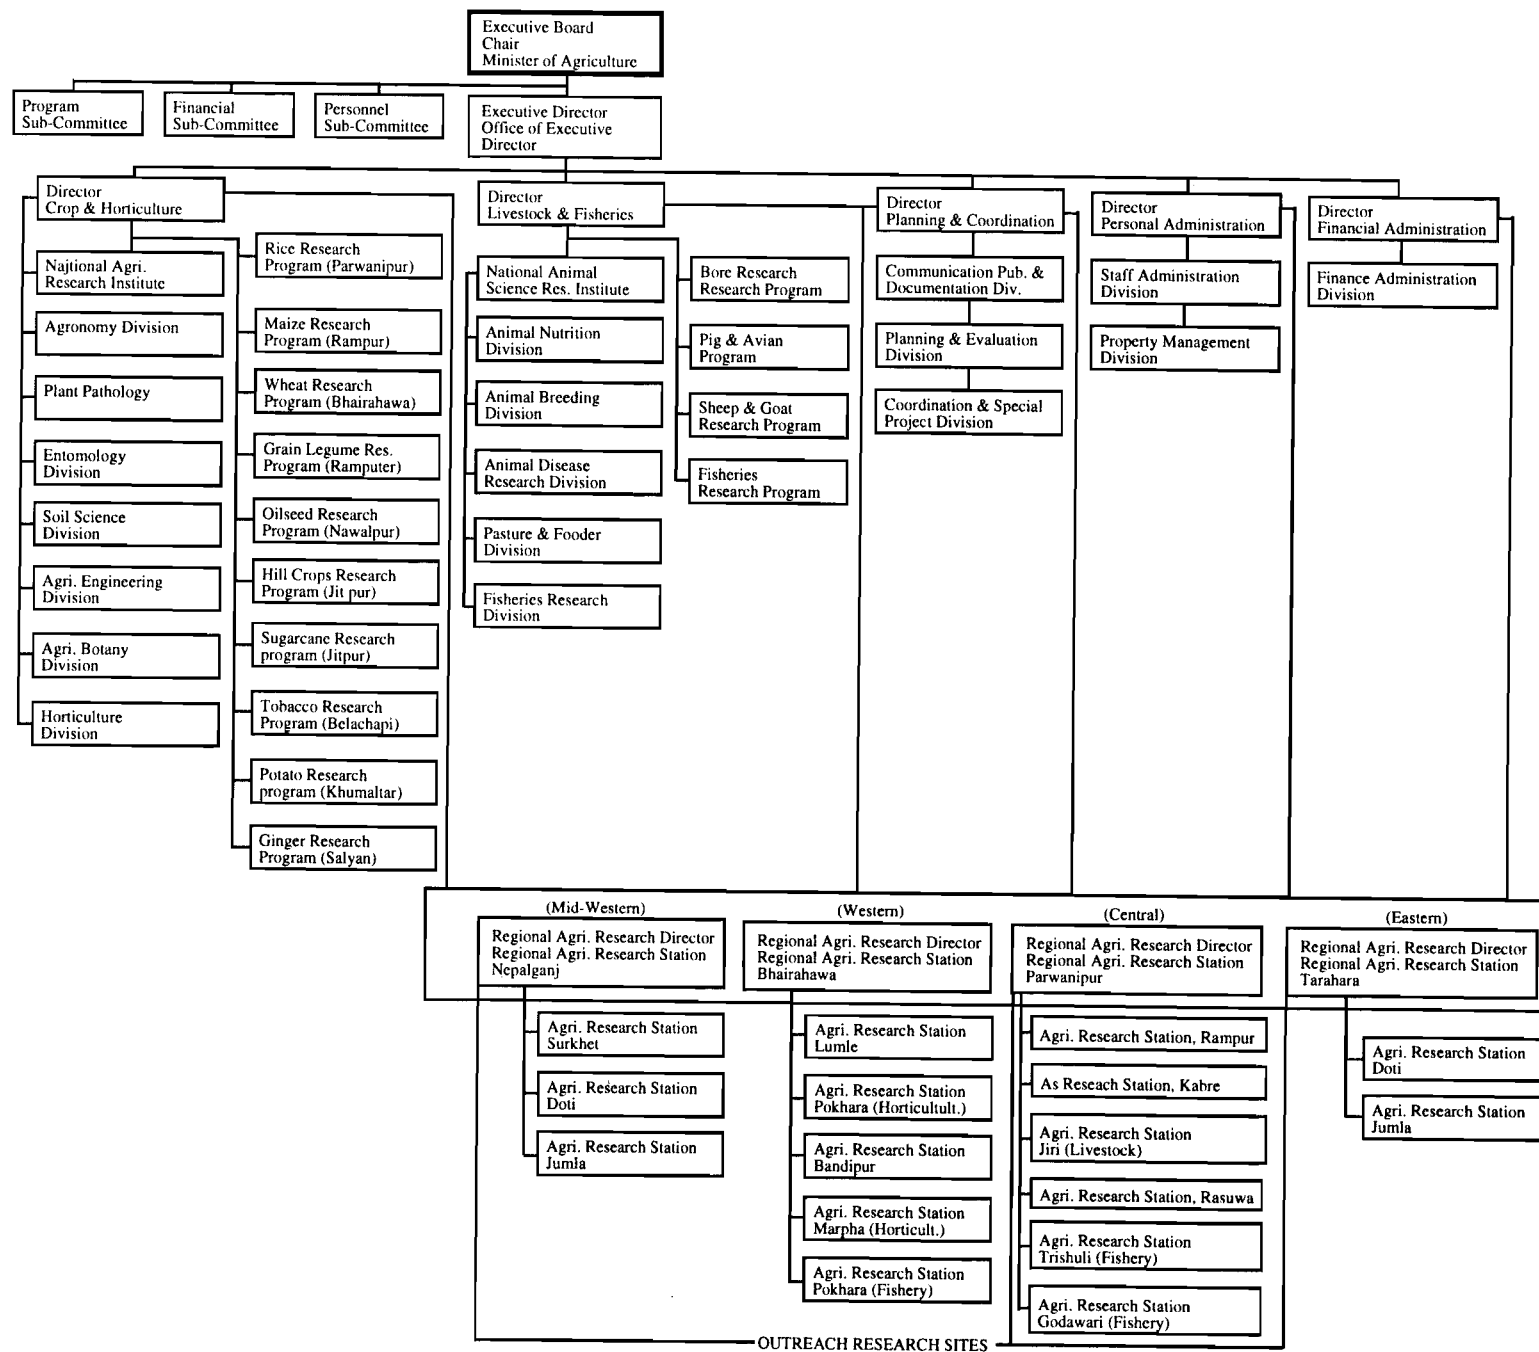 Executive Board
Chair
Minister of Agriculture
Program
Sub-Committee
Financial
Sub-Committee
Personnel
Sub-Committee
Executive Director
Office of Executive
Director
Director
Crop & Horticulture
Najtional Agri.
Research Institute
Agronomy Division
Plant Pathology
Entomology
Division
Soil Science
Division
Agri. Engineering
Division
Agri. Botany
Division
Horticulture
Division
Rice Research
Program (Parwanipur)
Maize Research
Program (Rampur)
Wheat Research
Program (Bhairahawa)
Grain Legume Res.
Program (Ramputer)
Oilseed Research
Program (Nawalpur)
Hill Crops Research
Program (Jit pur)
Sugarcane Research
program (Jitpur)
Tobacco Research
Program (Belachapi)
Potato Research
program (Khumaltar)
Ginger Research
Program (Salyan)
Director
Livestock & Fisheries
National Animal
Science Res. Institute
Animal Nutrition
Division
Animal Breeding
Division
Animal Disease
Research Division
Pasture & Fooder
Division
Fisheries Research
Division
Bore Research
Research Program
Pig & Avian
Program
Sheep & Goat
Research Program
Fisheries
Research Program
Director
Planning & Coordination
Communication Pub. &
Documentation Div.
Planning & Evaluation
Division
Coordination & Special
Project Division
Director
Personal Administration
Staff Administration
Division
Property Management
Division
Director
Financial Administration
Finance Administration
Division
(Mid-Western)
Regional Agri. Research Director
Regional Agri. Research Station
Nepalganj
Agri. Research Station
Surkhet
Agri. Research Station
Doti
Agri. Research Station
Jumla
(Western)
Regional Agri. Research Director
Regional Agri. Research Station
Bhairahawa
Agri. Research Station
Lumle
Agri. Research Station
Pokhara (Horticultult.)
Agri. Research Station
Bandipur
Agri. Research Station
Marpha (Horticult.)
Agri. Research Station
Pokhara (Fishery)
(Central)
Regional Agri. Research Director
Regional Agri. Research Station
Parwanipur
Agri. Research Station, Rampur
As Reseach Station, Kabre
Agri. Research Station
Jiri (Livestock)
Agri. Research Station, Rasuwa
Agri. Research Station
Trishuli (Fishery)
Agri. Research Station
Godawari (Fishery)
(Eastern)
Regional Agri. Research Director
Regional Agri. Research Station
Tarahara
Agri. Research Station
Doti
Agri. Research Station
Jumla
OUTREACH RESEARCH SITES